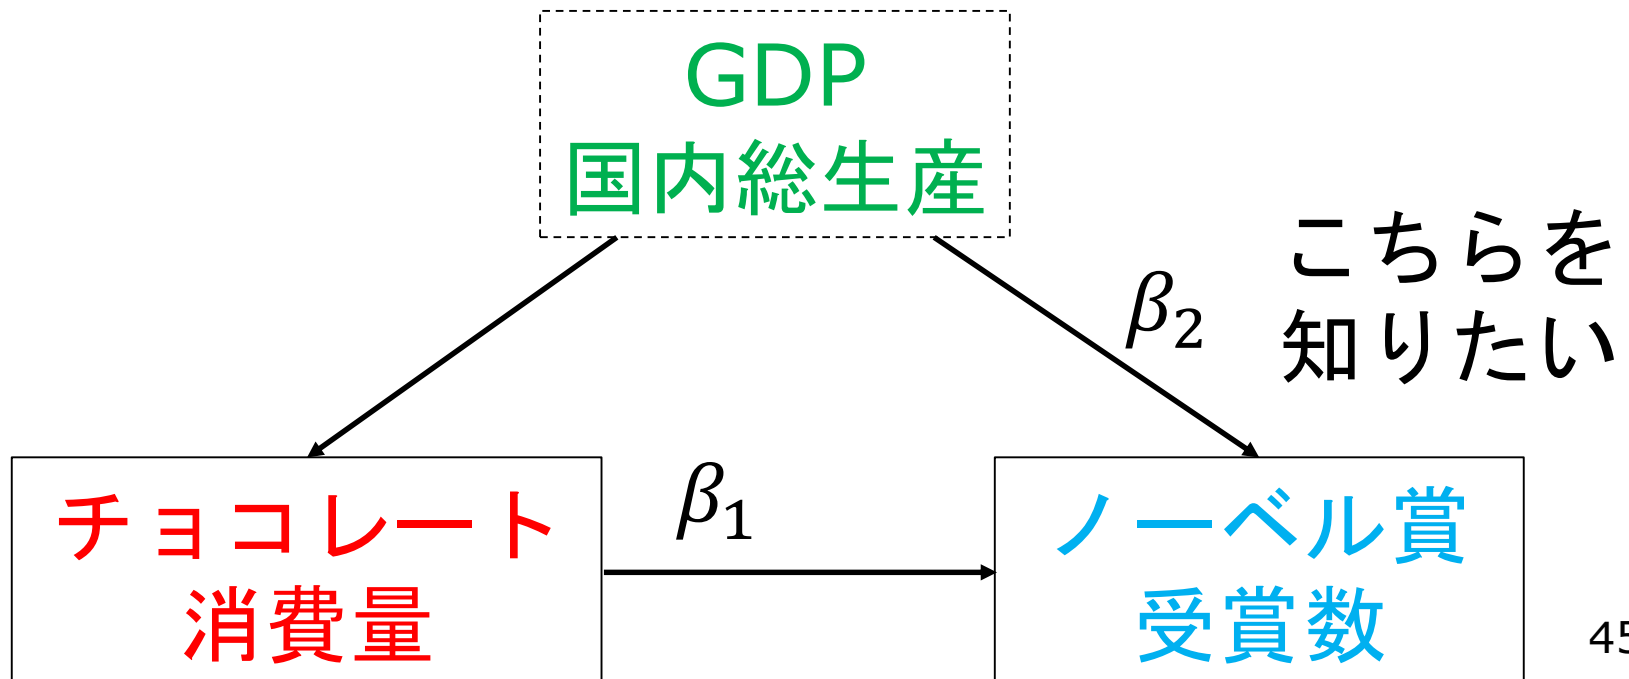 GDP
国内総生産
こちらを
知りたい
β₂
β₁
チョコレート
消費量
ノーベル賞
受賞数
45